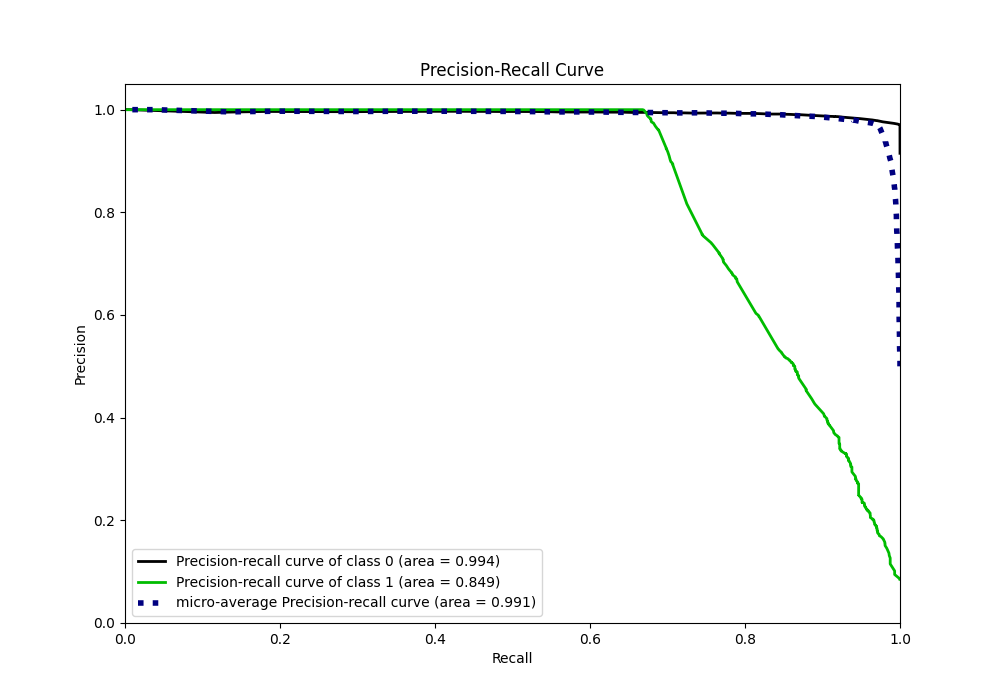 Precision-Recall Curve
1.0
0.8
0.6
0.4
0.2
0.0
Precision
Precision-recall curve of class 0 (area = 0.994)
Precision-recall curve of class 1 (area = 0.849)
micro-average Precision-recall curve (area = 0.991)
0.0 0.2 0.4 0.6 0.8 1.0
Recall